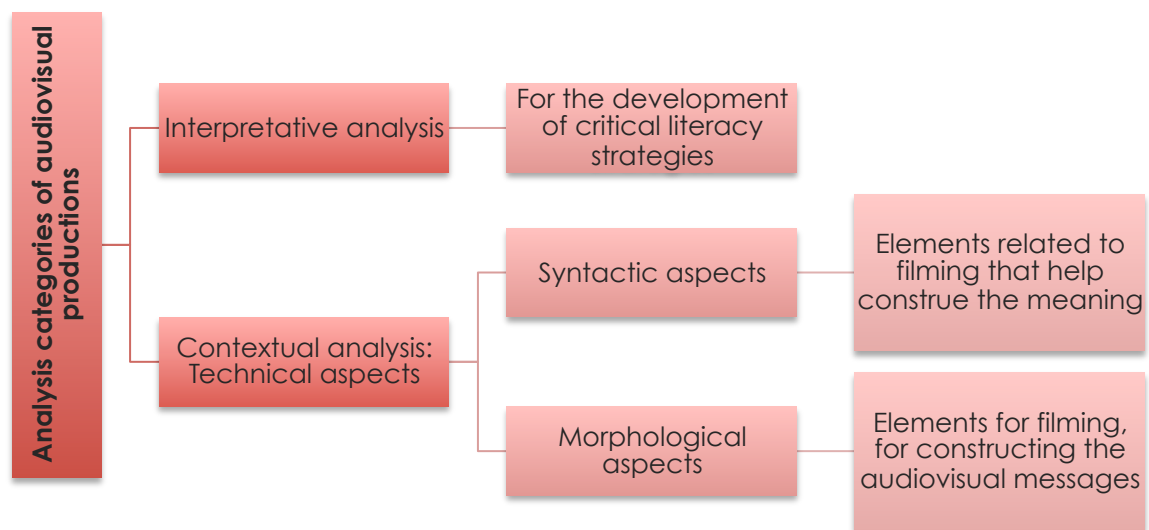 Analysis categories of audiovisual
productions
Interpretative analysis
For the development
of critical literacy
strategies
Contextual analysis:
Technical aspects
Syntactic aspects
Elements related to
filming that help
construe the meaning
Morphological
aspects
Elements for filming,
for constructing the
audiovisual messages